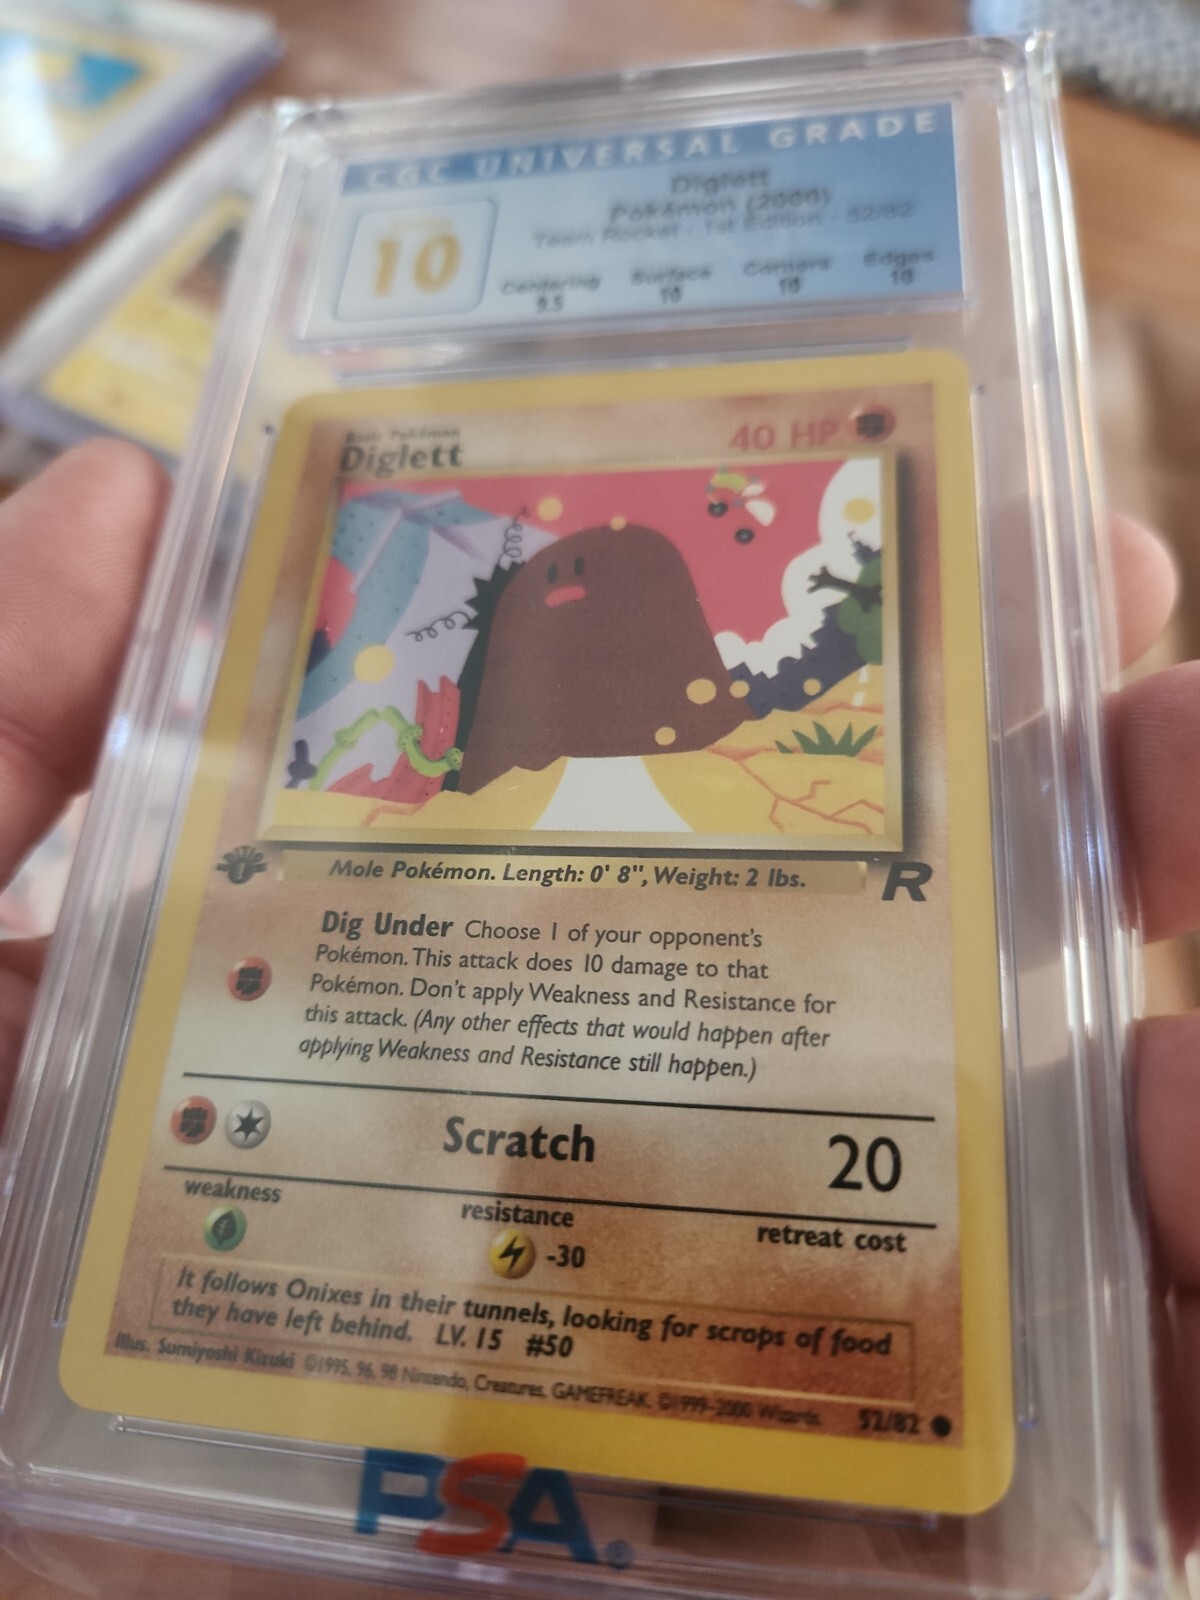 CGC UNIVERSAL GRADE
Diglett
Pokémon (2000)
Team Rocket - 1st Edition - 52/82
10
Centering Surface Corners Edges
9.5 10 10 10
Basic Pokémon
Diglett
40 HP
Mole Pokémon. Length: 0' 8", Weight: 2 lbs.
R
Dig Under Choose 1 of your opponent's
Pokémon. This attack does 10 damage to that
Pokémon. Don't apply Weakness and Resistance for
this attack. (Any other effects that would happen after
applying Weakness and Resistance still happen.)
Scratch 20
weakness resistance retreat cost
-30
It follows Onixes in their tunnels, looking for scraps of food
they have left behind. LV. 15 #50
Illus. Sumiyoshi Kizuki ©1995, 96, 98 Nintendo, Creatures, GAMEFREAK. ©1999-2000 Wizards. 52/82
PSA